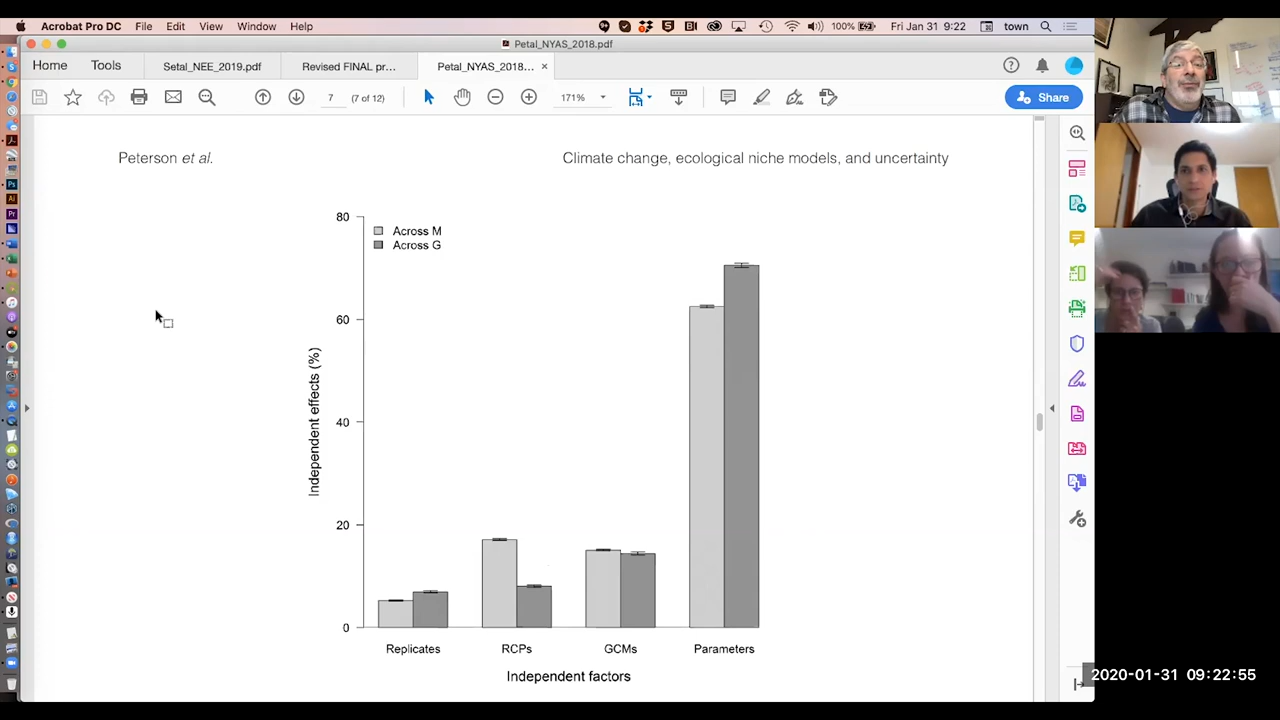 Acrobat Pro DC File Edit View Window Help 100% Fri Jan 31 9:22 town
Petal_NYAS_2018.pdf
Home Tools Setal_NEE_2019.pdf Revised FINAL pr... Petal_NYAS_2018... ×
7 (7 of 12) 171% Share
Peterson et al. Climate change, ecological niche models, and uncertainty
80
Across M
Across G
60
Independent effects (%)
40
20
0
Replicates RCPs GCMs Parameters
Independent factors
2020-01-31 09:22:55